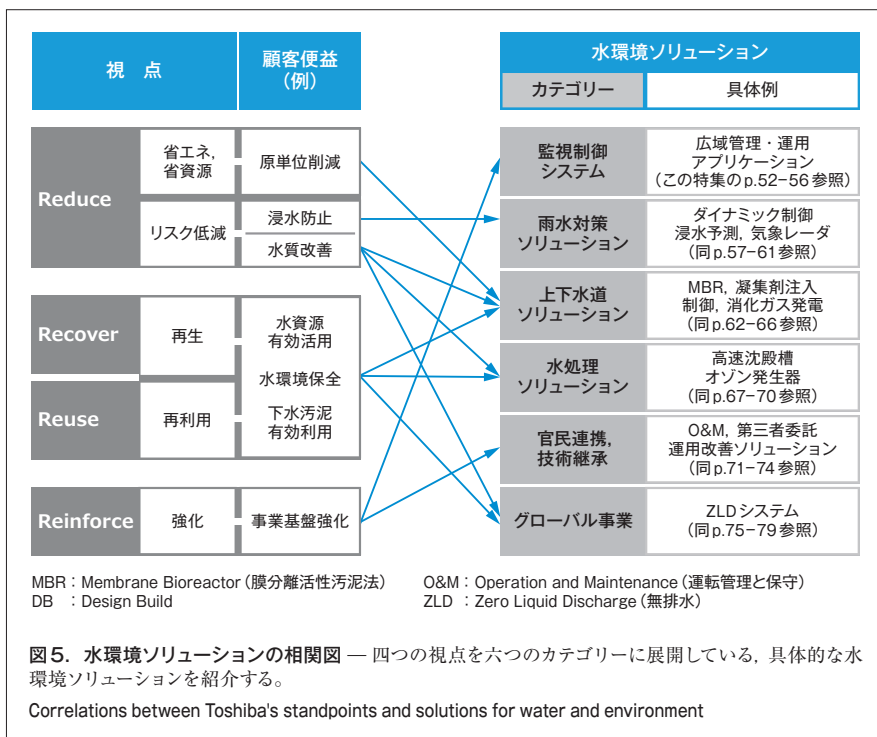 視 点
顧客便益
(例)
水環境ソリューション
カテゴリー
具体例
Reduce
省エネ,
省資源
原単位削減
リスク低減
浸水防止
水質改善
Recover
再生
水資源
有効活用
水環境保全
Reuse
再利用
下水汚泥
有効利用
Reinforce
強化
事業基盤強化
監視制御
システム
広域管理・運用
アプリケーション
(この特集のp.52−56参照)
雨水対策
ソリューション
ダイナミック制御
浸水予測, 気象レーダ
(同p.57−61参照)
上下水道
ソリューション
MBR, 凝集剤注入
制御, 消化ガス発電
(同p.62−66参照)
水処理
ソリューション
高速沈殿槽
オゾン発生器
(同p.67−70参照)
官民連携,
技術継承
O&M, 第三者委託
運用改善ソリューション
(同p.71−74参照)
グローバル事業
ZLDシステム
(同p.75−79参照)
MBR:Membrane Bioreactor(膜分離活性汚泥法)
DB :Design Build
O&M:Operation and Maintenance(運転管理と保守)
ZLD :Zero Liquid Discharge(無排水)
図5. 水環境ソリューションの相関図 — 四つの視点を六つのカテゴリーに展開している, 具体的な水
環境ソリューションを紹介する。
Correlations between Toshiba's standpoints and solutions for water and environment